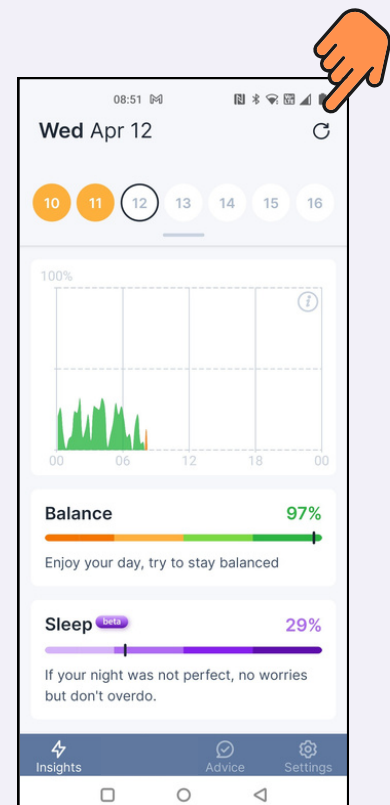 08:51
Wed Apr 12
10 11 12 13 14 15 16
100%
i
00 06 12 18 00
Balance 97%
Enjoy your day, try to stay balanced
Sleep beta 29%
If your night was not perfect, no worries
but don't overdo.
Insights Advice Settings